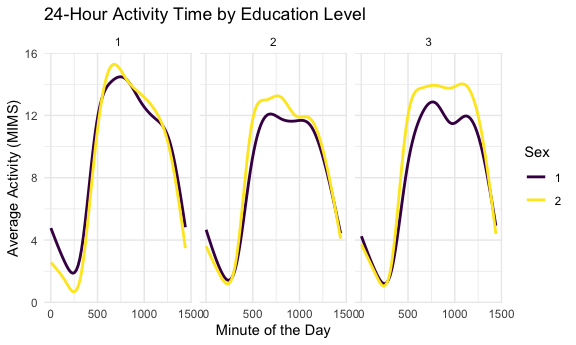 24-Hour Activity Time by Education Level
1 2 3
16
12
8
4
0
Average Activity (MIMS)
0 500 1000 1500 0 500 1000 1500 0 500 1000 1500
Minute of the Day
Sex
1
2